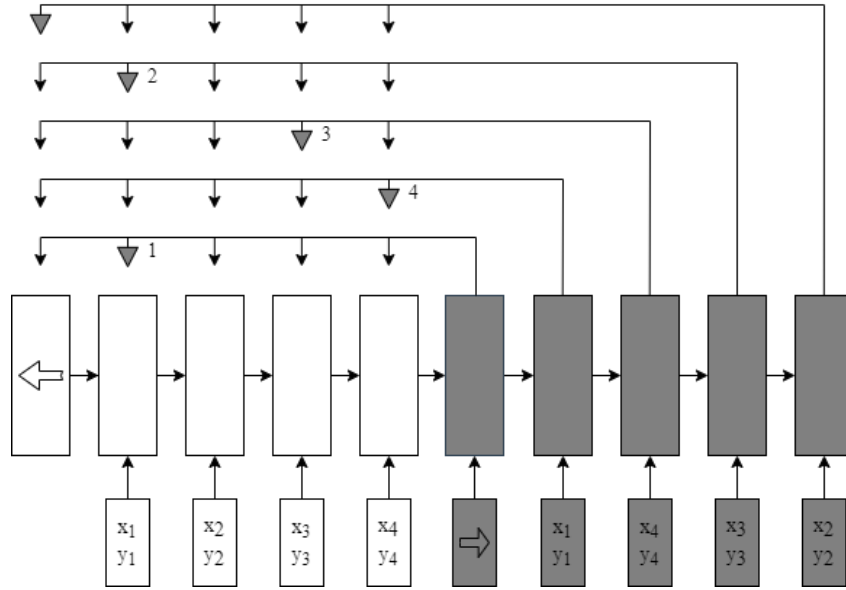 2
3
4
1
x₁ x₂ x₃ x₄ x₁ x₄ x₃ x₂
y₁ y₂ y₃ y₄ y₁ y₄ y₃ y₂